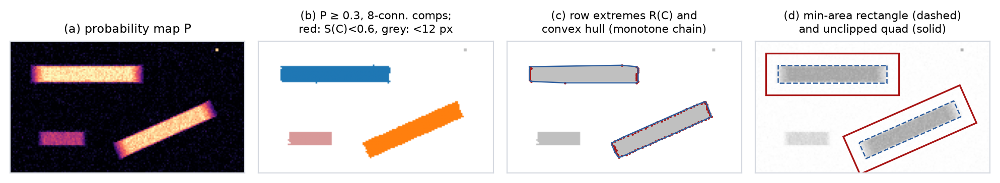 (a) probability map P
(b) P ≥ 0.3, 8-conn. comps;
red: S(C)<0.6, grey: <12 px
(c) row extremes R(C) and
convex hull (monotone chain)
(d) min-area rectangle (dashed)
and unclipped quad (solid)